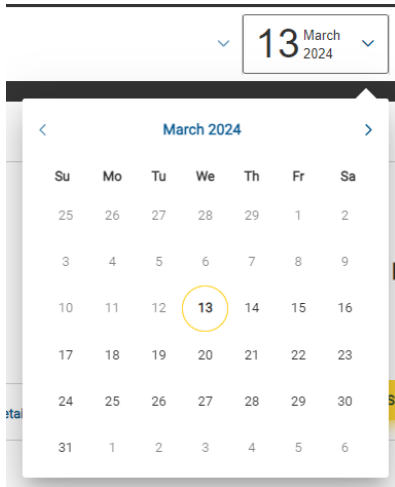 13 March
2024
March 2024
Su Mo Tu We Th Fr Sa
25 26 27 28 29 1 2
3 4 5 6 7 8 9
10 11 12 13 14 15 16
17 18 19 20 21 22 23
24 25 26 27 28 29 30
etai
31 1 2 3 4 5 6